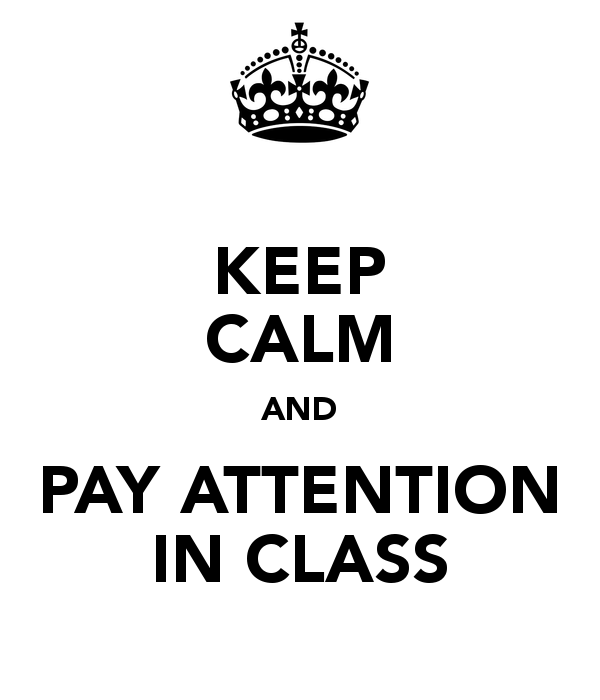 KEEP
CALM
AND
PAY ATTENTION
IN CLASS